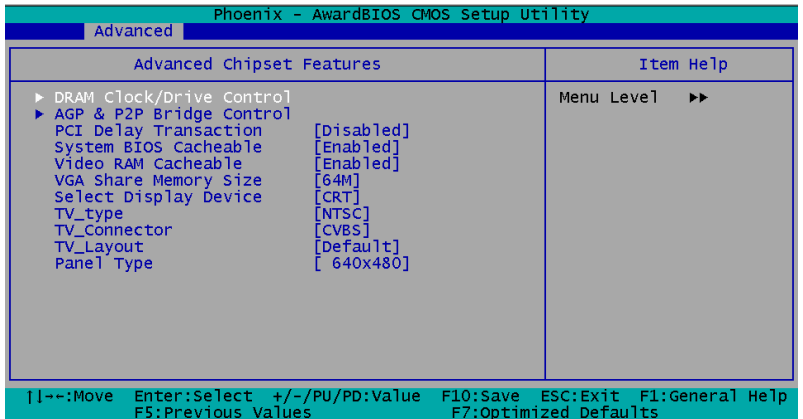 Phoenix - AwardBIOS CMOS Setup Utility
Advanced
Advanced Chipset Features
Item Help
▶ DRAM Clock/Drive Control
Menu Level ▶▶
▶ AGP & P2P Bridge Control
PCI Delay Transaction [Disabled]
System BIOS Cacheable [Enabled]
Video RAM Cacheable [Enabled]
VGA Share Memory Size [64M]
Select Display Device [CRT]
TV_type [NTSC]
TV_Connector [CVBS]
TV_Layout [Default]
Panel Type [ 640x480]
↑↓→←:Move Enter:Select +/-/PU/PD:Value F10:Save ESC:Exit F1:General Help
F5:Previous Values F7:Optimized Defaults